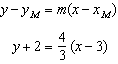 y − y_M = m(x − x_M)
y + 2 = 4/3 (x − 3)